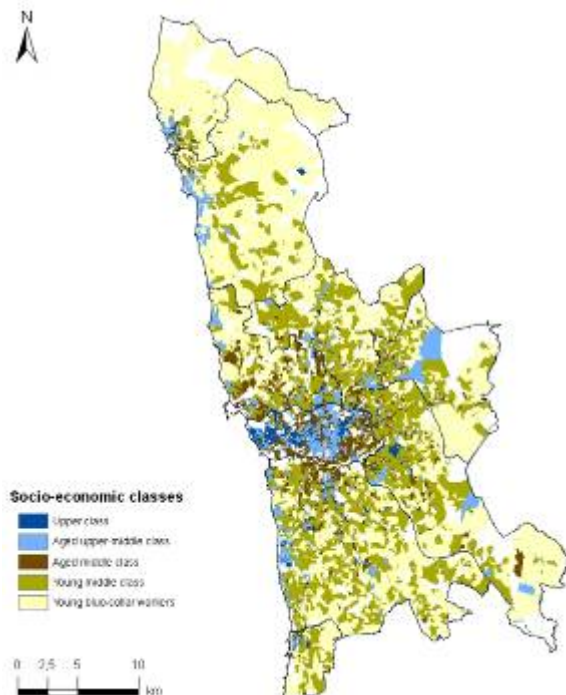 N
Socio-economic classes
Upper class
Aged upper-middle class
Aged middle class
Young middle class
Young blue-collar workers
0 2,5 5 10
km